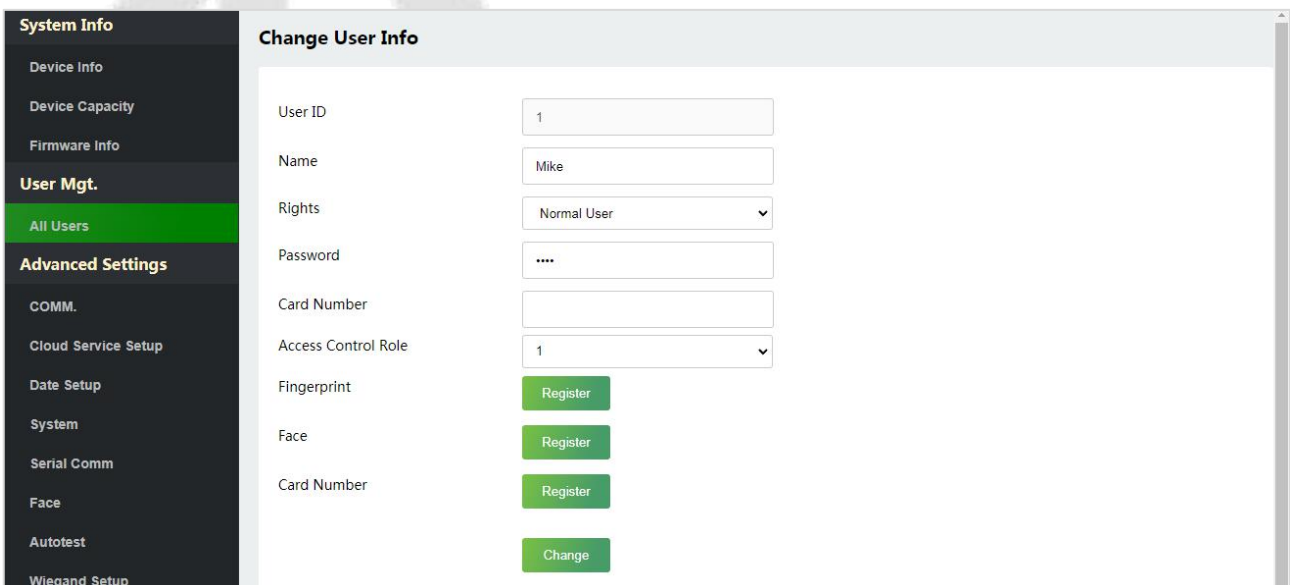 System Info
Device Info
Device Capacity
Firmware Info
User Mgt.
All Users
Advanced Settings
COMM.
Cloud Service Setup
Date Setup
System
Serial Comm
Face
Autotest
Wiegand Setup
Change User Info
User ID 1
Name Mike
Rights Normal User
Password ••••
Card Number
Access Control Role 1
Fingerprint Register
Face Register
Card Number Register
Change